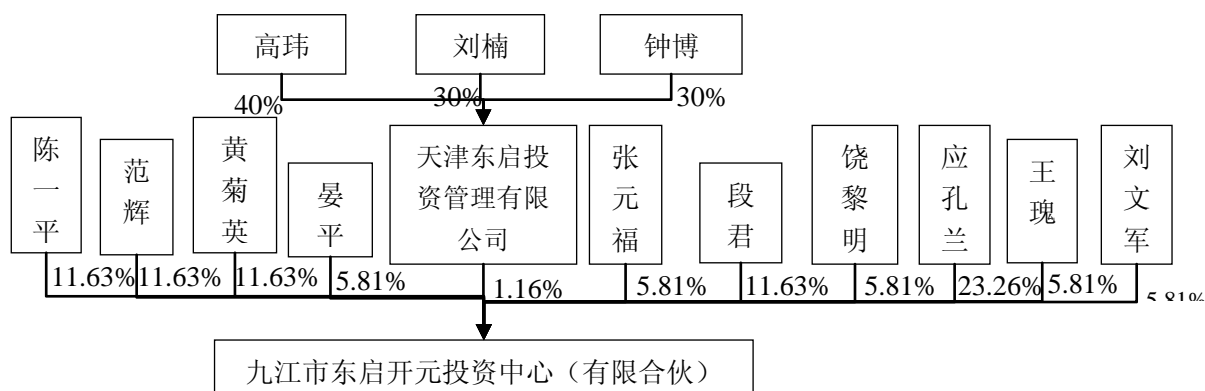 高玮
刘楠
钟博
40%
30%
30%
陈一平
范辉
黄菊英
晏平
天津东启投
资管理有限
公司
张元福
段君
饶黎明
应孔兰
王瑰
刘文军
11.63%
11.63%
11.63%
5.81%
1.16%
5.81%
11.63%
5.81%
23.26%
5.81%
5.81%
九江市东启开元投资中心（有限合伙）